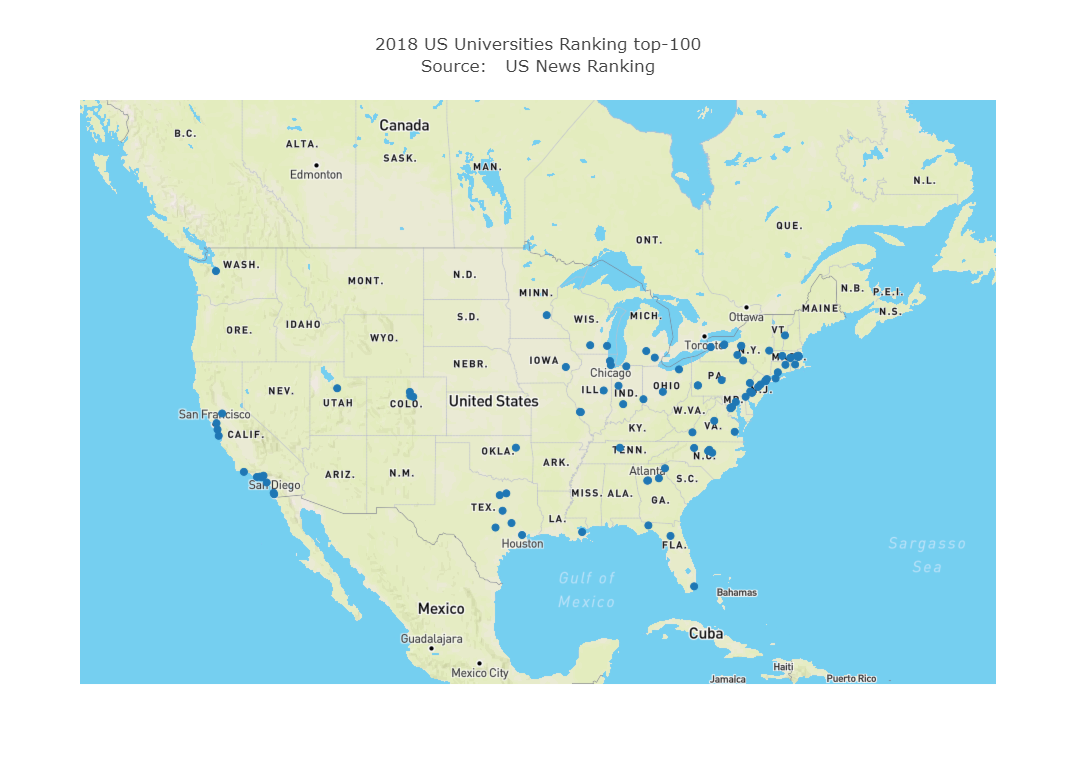 2018 US Universities Ranking top-100
Source: US News Ranking
Canada
B.C.
ALTA.
SASK.
MAN.
Edmonton
N.L.
QUE.
ONT.
WASH.
MONT.
N.D.
MINN.
N.B.
P.E.I.
MAINE
N.S.
Ottawa
ORE.
IDAHO
S.D.
WIS.
MICH.
VT.
WYO.
Toronto
N.Y.
IOWA
NEBR.
Chicago
PA.
NEV.
UTAH
COLO.
United States
ILL.
IND.
OHIO
N.J.
MD.
San Francisco
CALIF.
W.VA.
VA.
KY.
OKLA.
TENN.
N.C.
ARIZ.
N.M.
ARK.
Atlanta
S.C.
San Diego
MISS.
ALA.
GA.
TEX.
LA.
Houston
FLA.
Sargasso
Sea
Gulf of
Mexico
Bahamas
Mexico
Cuba
Guadalajara
Mexico City
Haiti
Jamaica
Puerto Rico